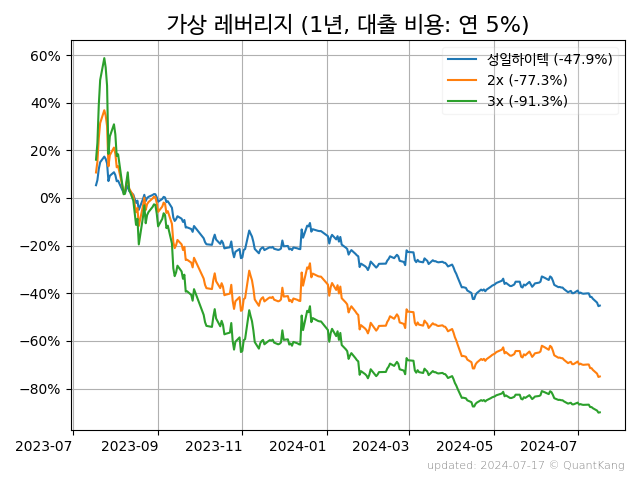 가상 레버리지 (1년, 대출 비용: 연 5%)
성일하이텍 (-47.9%)
2x (-77.3%)
3x (-91.3%)
60%
40%
20%
0%
−20%
−40%
−60%
−80%
2023-07 2023-09 2023-11 2024-01 2024-03 2024-05 2024-07
updated: 2024-07-17 © QuantKang